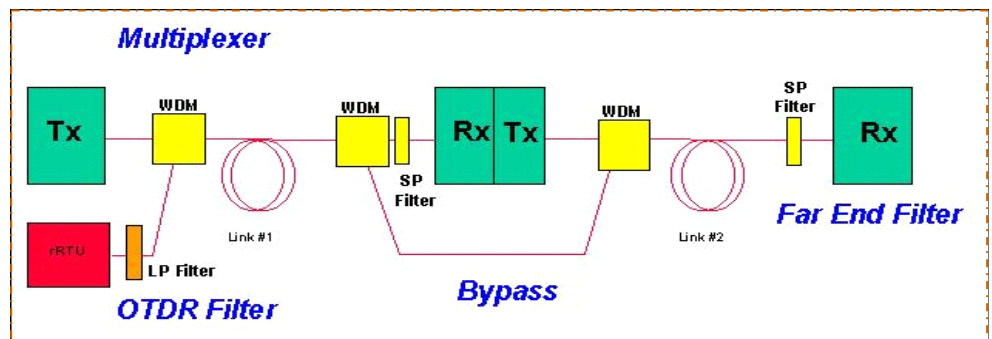 Multiplexer
WDM
WDM
WDM
SP
Filter
Tx
Rx
Tx
Rx
SP
Filter
Link #1
Link #2
Far End Filter
rRTU
LP Filter
Bypass
OTDR Filter